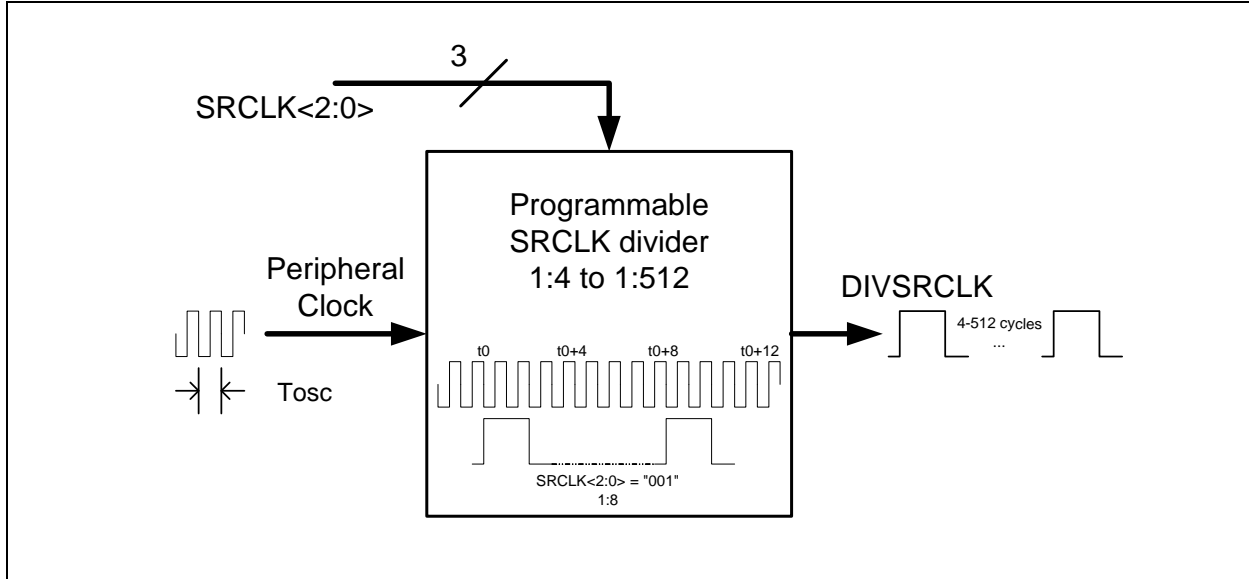 3
SRCLK<2:0>
Programmable
SRCLK divider
1:4 to 1:512
Peripheral
Clock
DIVSRCLK
4-512 cycles
...
t0 t0+4 t0+8 t0+12
Tosc
SRCLK<2:0> = "001"
1:8